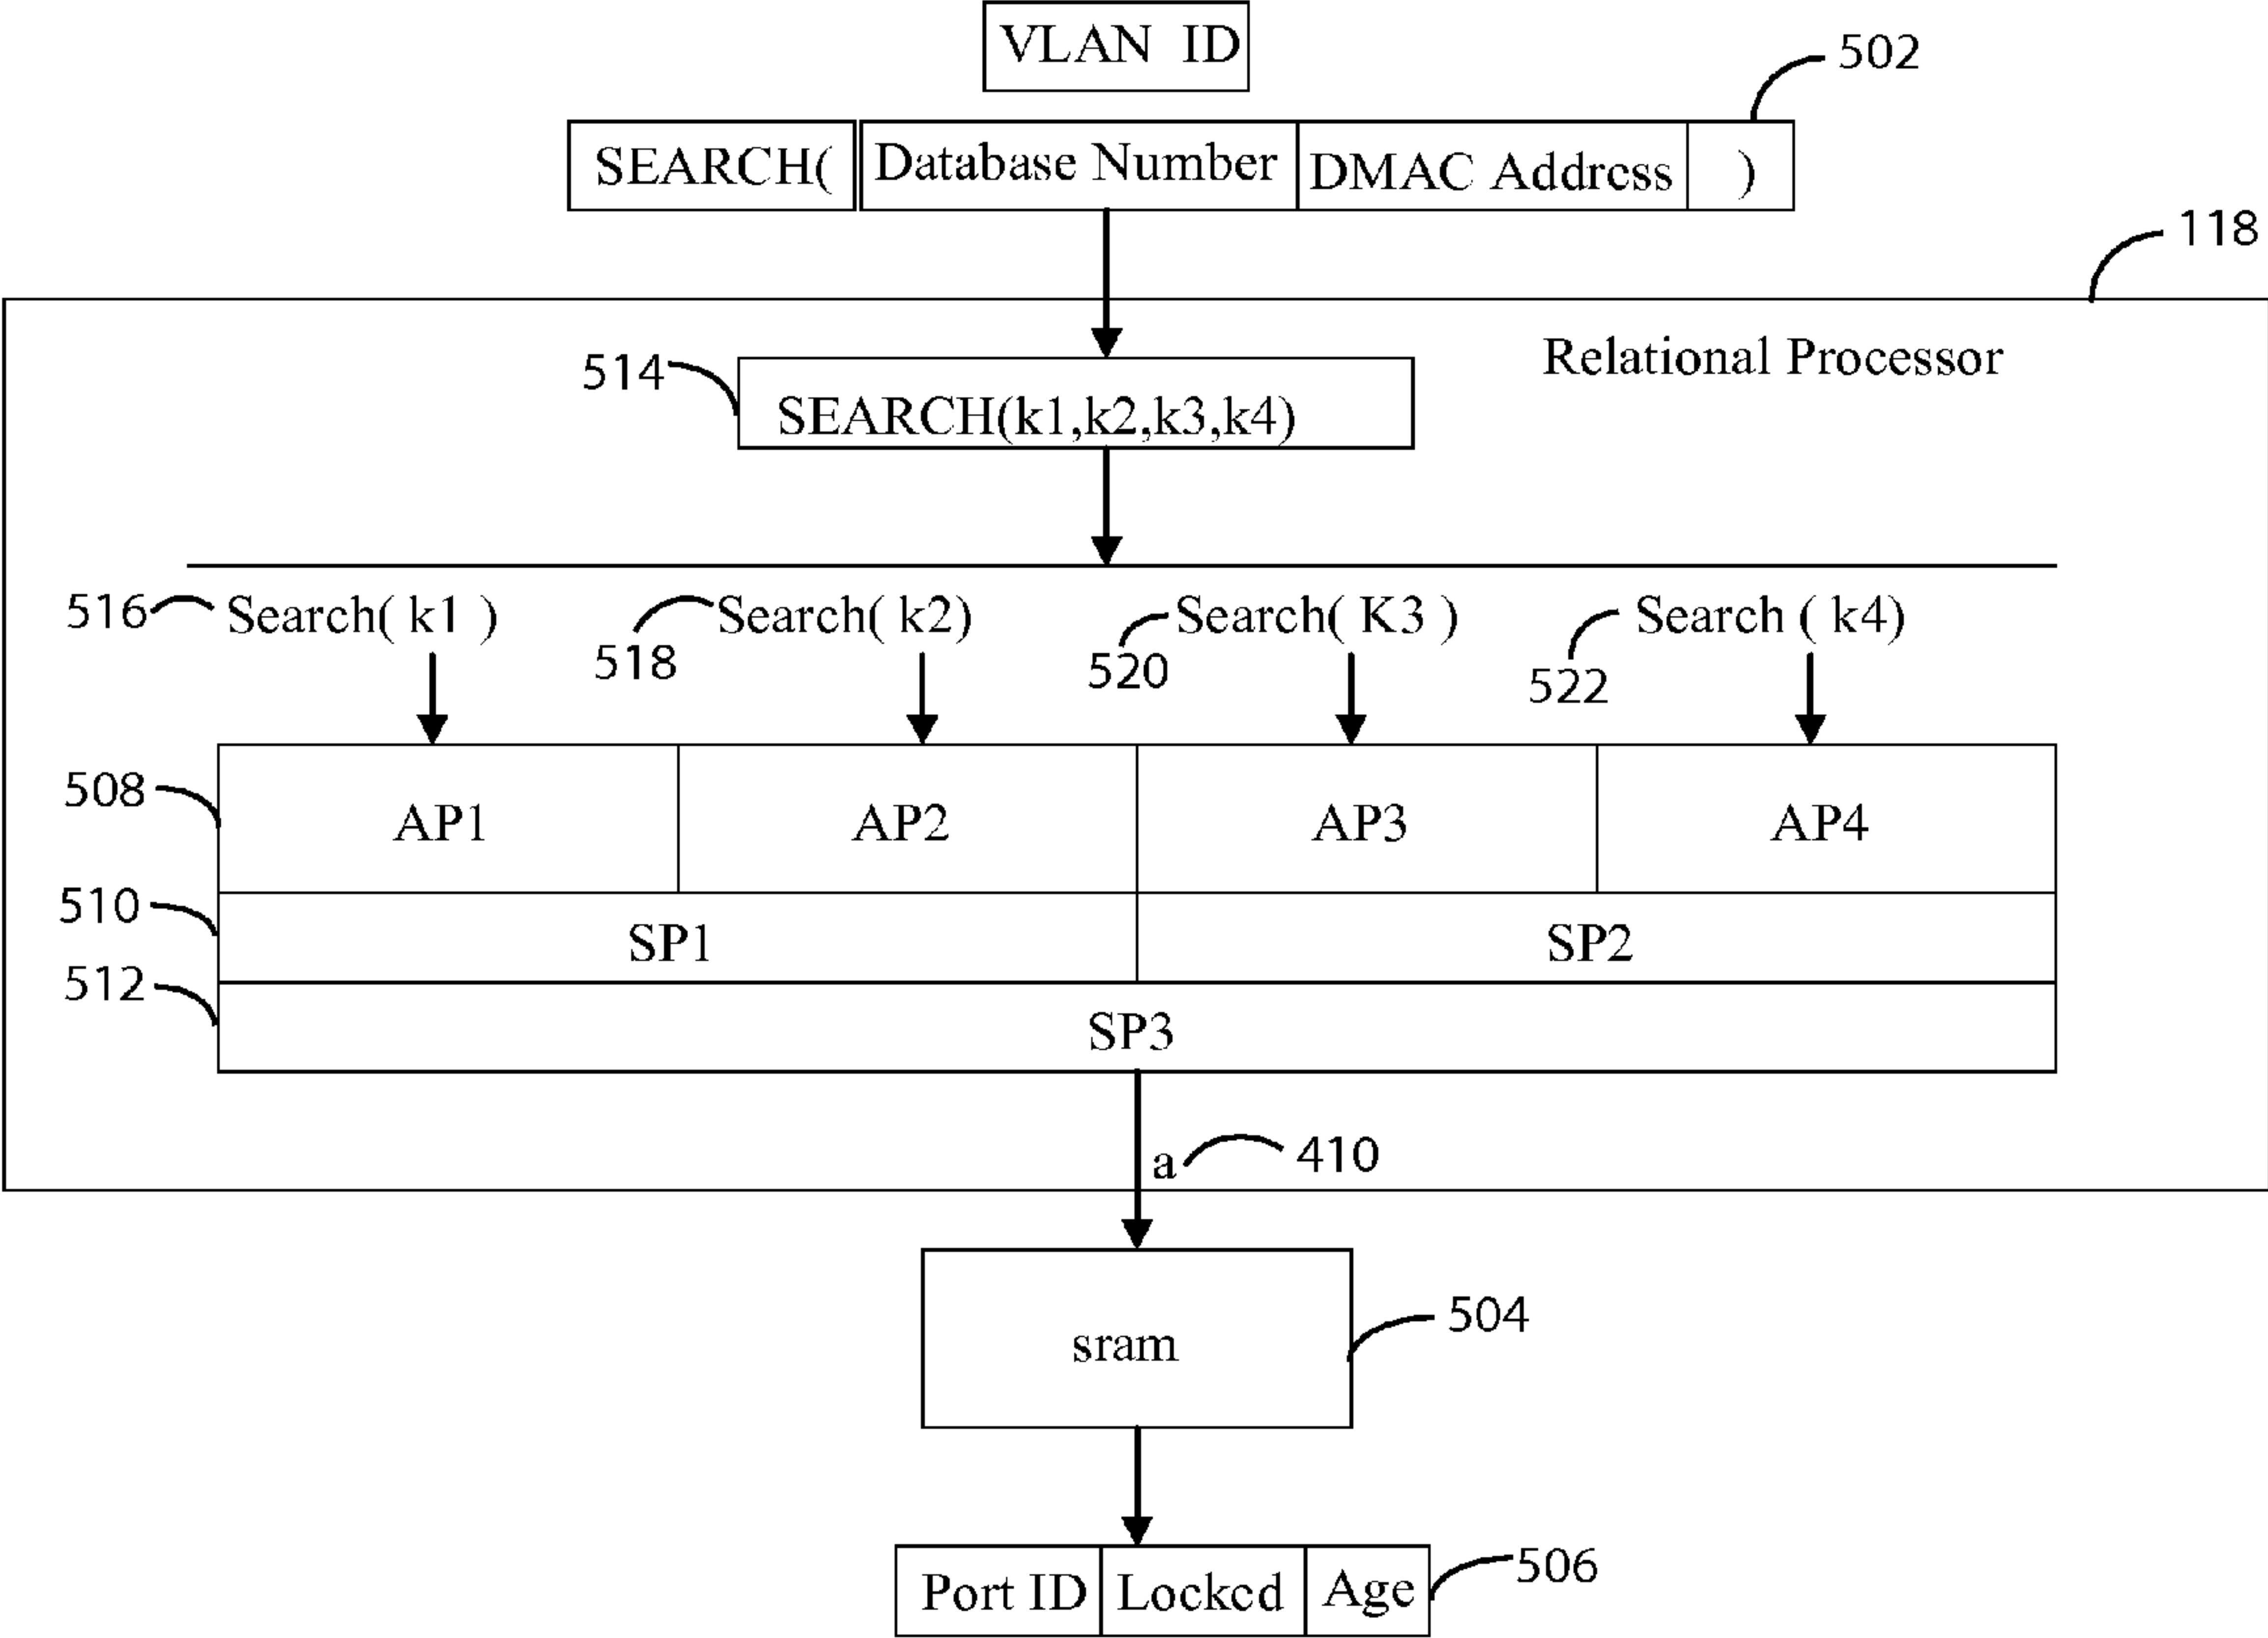 VLAN ID
502
SEARCH( Database Number DMAC Address )
118
Relational Processor
514
SEARCH(k1,k2,k3,k4)
516 Search( k1 ) Search( k2) Search( K3 ) Search ( k4)
518 520 522
508 AP1 AP2 AP3 AP4
510 SP1 SP2
512 SP3
a 410
sram 504
Port ID Locked Age 506